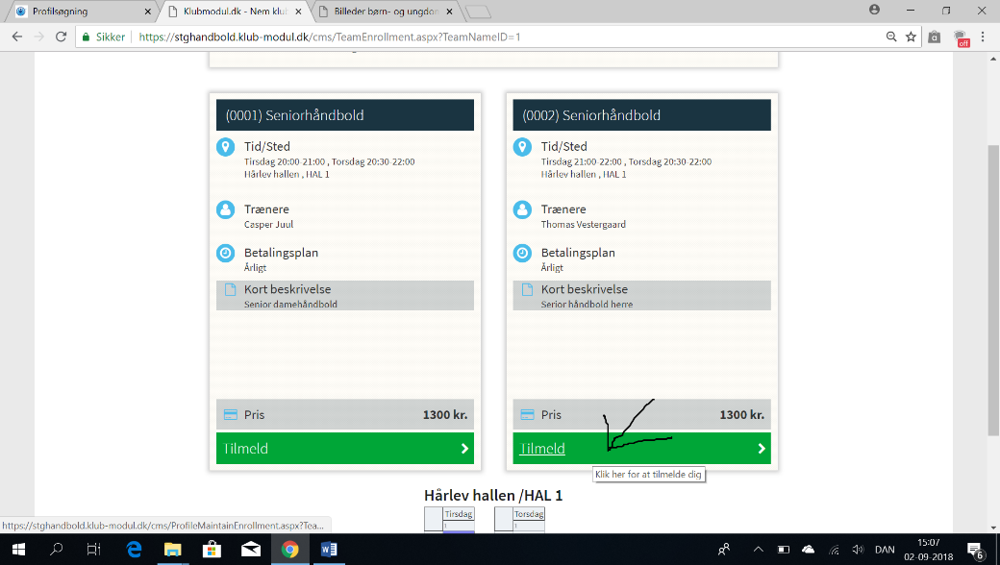 Profilsøgning
Klubmodul.dk - Nem klub
Billeder børn- og ungdom
Sikker
https://stghandbold.klub-modul.dk/cms/TeamEnrollment.aspx?TeamNameID=1
off
(0001) Seniorhåndbold
Tid/Sted
Tirsdag 20:00-21:00 , Torsdag 20:30-22:00
Hårlev hallen , HAL 1
Trænere
Casper Juul
Betalingsplan
Årligt
Kort beskrivelse
Senior damehåndbold
Pris 1300 kr.
Tilmeld
(0002) Seniorhåndbold
Tid/Sted
Tirsdag 21:00-22:00 , Torsdag 20:30-22:00
Hårlev hallen , HAL 1
Trænere
Thomas Vestergaard
Betalingsplan
Årligt
Kort beskrivelse
Serior håndbold herre
Pris 1300 kr.
Tilmeld
Klik her for at tilmelde dig
Hårlev hallen /HAL 1
Tirsdag
1
Torsdag
1
https://stghandbold.klub-modul.dk/cms/ProfileMaintainEnrollment.aspx?Tea...
DAN
15:07
02-09-2018
6